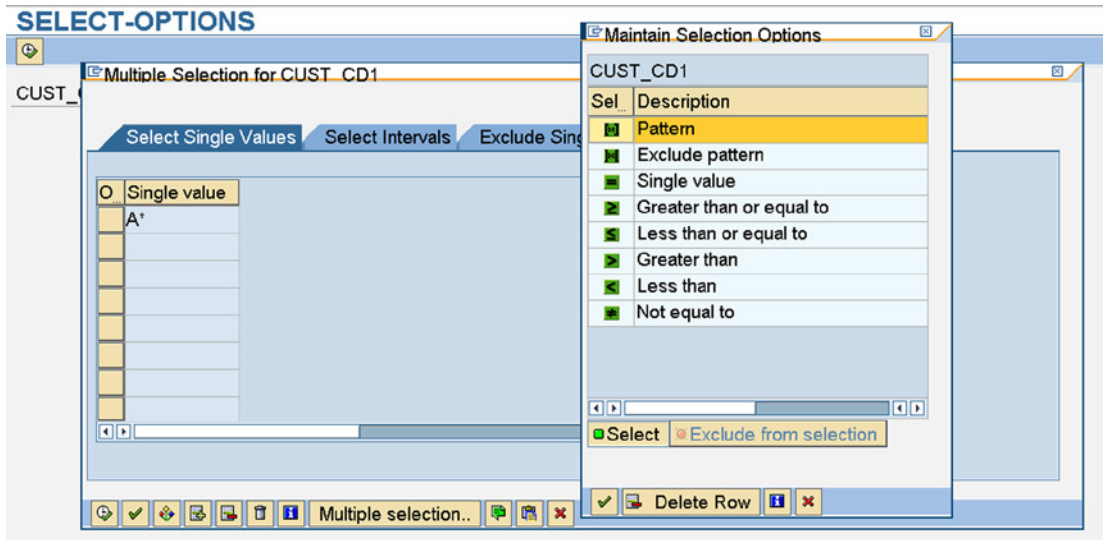 SELECT-OPTIONS
CUST_
Multiple Selection for CUST_CD1
Select Single Values Select Intervals Exclude Sing
O... Single value
A*
Multiple selection..
Maintain Selection Options
CUST_CD1
Sel... Description
Pattern
Exclude pattern
Single value
Greater than or equal to
Less than or equal to
Greater than
Less than
Not equal to
Select Exclude from selection
Delete Row